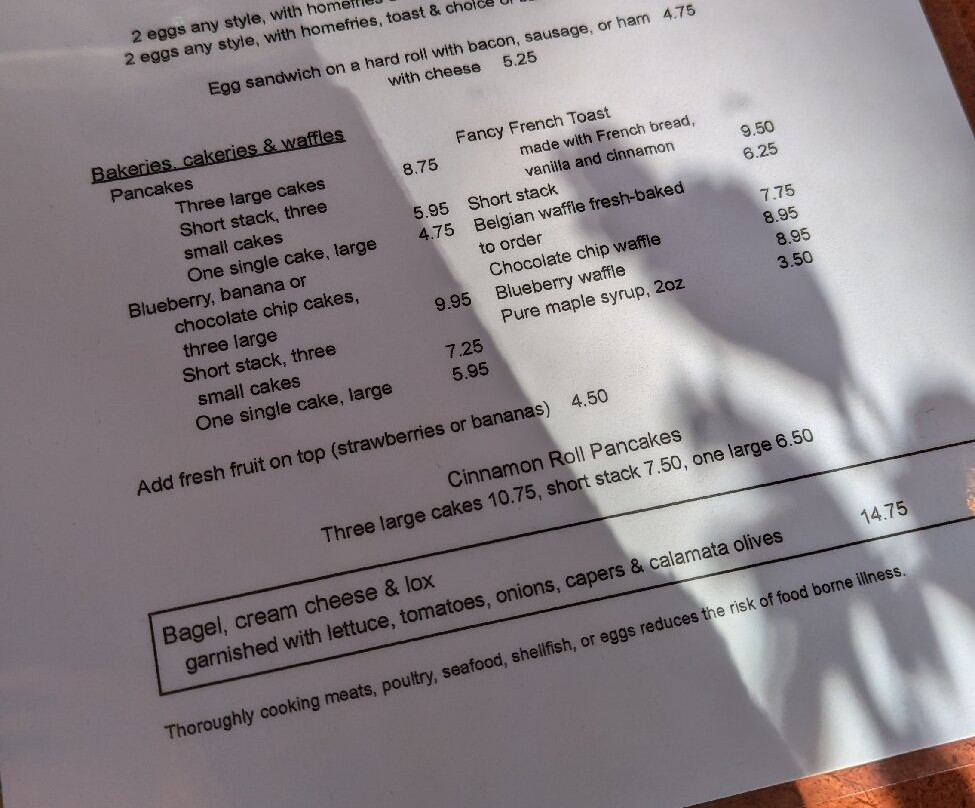 2 eggs any style, with homefries
2 eggs any style, with homefries, toast & choice of
Egg sandwich on a hard roll with bacon, sausage, or ham 4.75
with cheese 5.25
Bakeries, cakeries & waffles
Pancakes
Three large cakes 8.75
Short stack, three
small cakes 5.95
One single cake, large 4.75
Blueberry, banana or
chocolate chip cakes,
three large 9.95
Short stack, three
small cakes 7.25
One single cake, large 5.95
Fancy French Toast
made with French bread,
vanilla and cinnamon 9.50
Short stack 6.25
Belgian waffle fresh-baked
to order 7.75
Chocolate chip waffle 8.95
Blueberry waffle 8.95
Pure maple syrup, 2oz 3.50
Add fresh fruit on top (strawberries or bananas) 4.50
Cinnamon Roll Pancakes
Three large cakes 10.75, short stack 7.50, one large 6.50
Bagel, cream cheese & lox 14.75
garnished with lettuce, tomatoes, onions, capers & calamata olives
Thoroughly cooking meats, poultry, seafood, shellfish, or eggs reduces the risk of food borne illness.